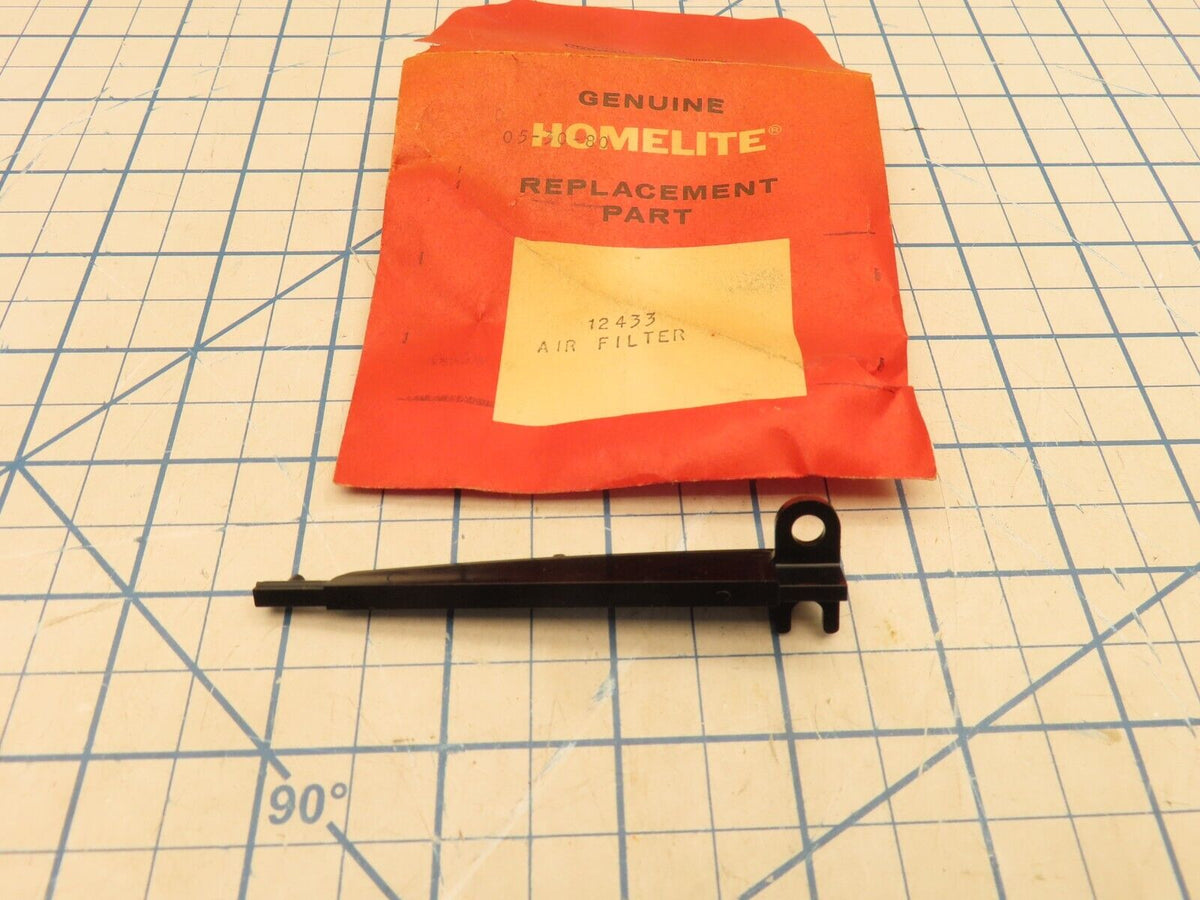 GENUINE
HOMELITE®
REPLACEMENT
PART
12433
AIR FILTER
90°